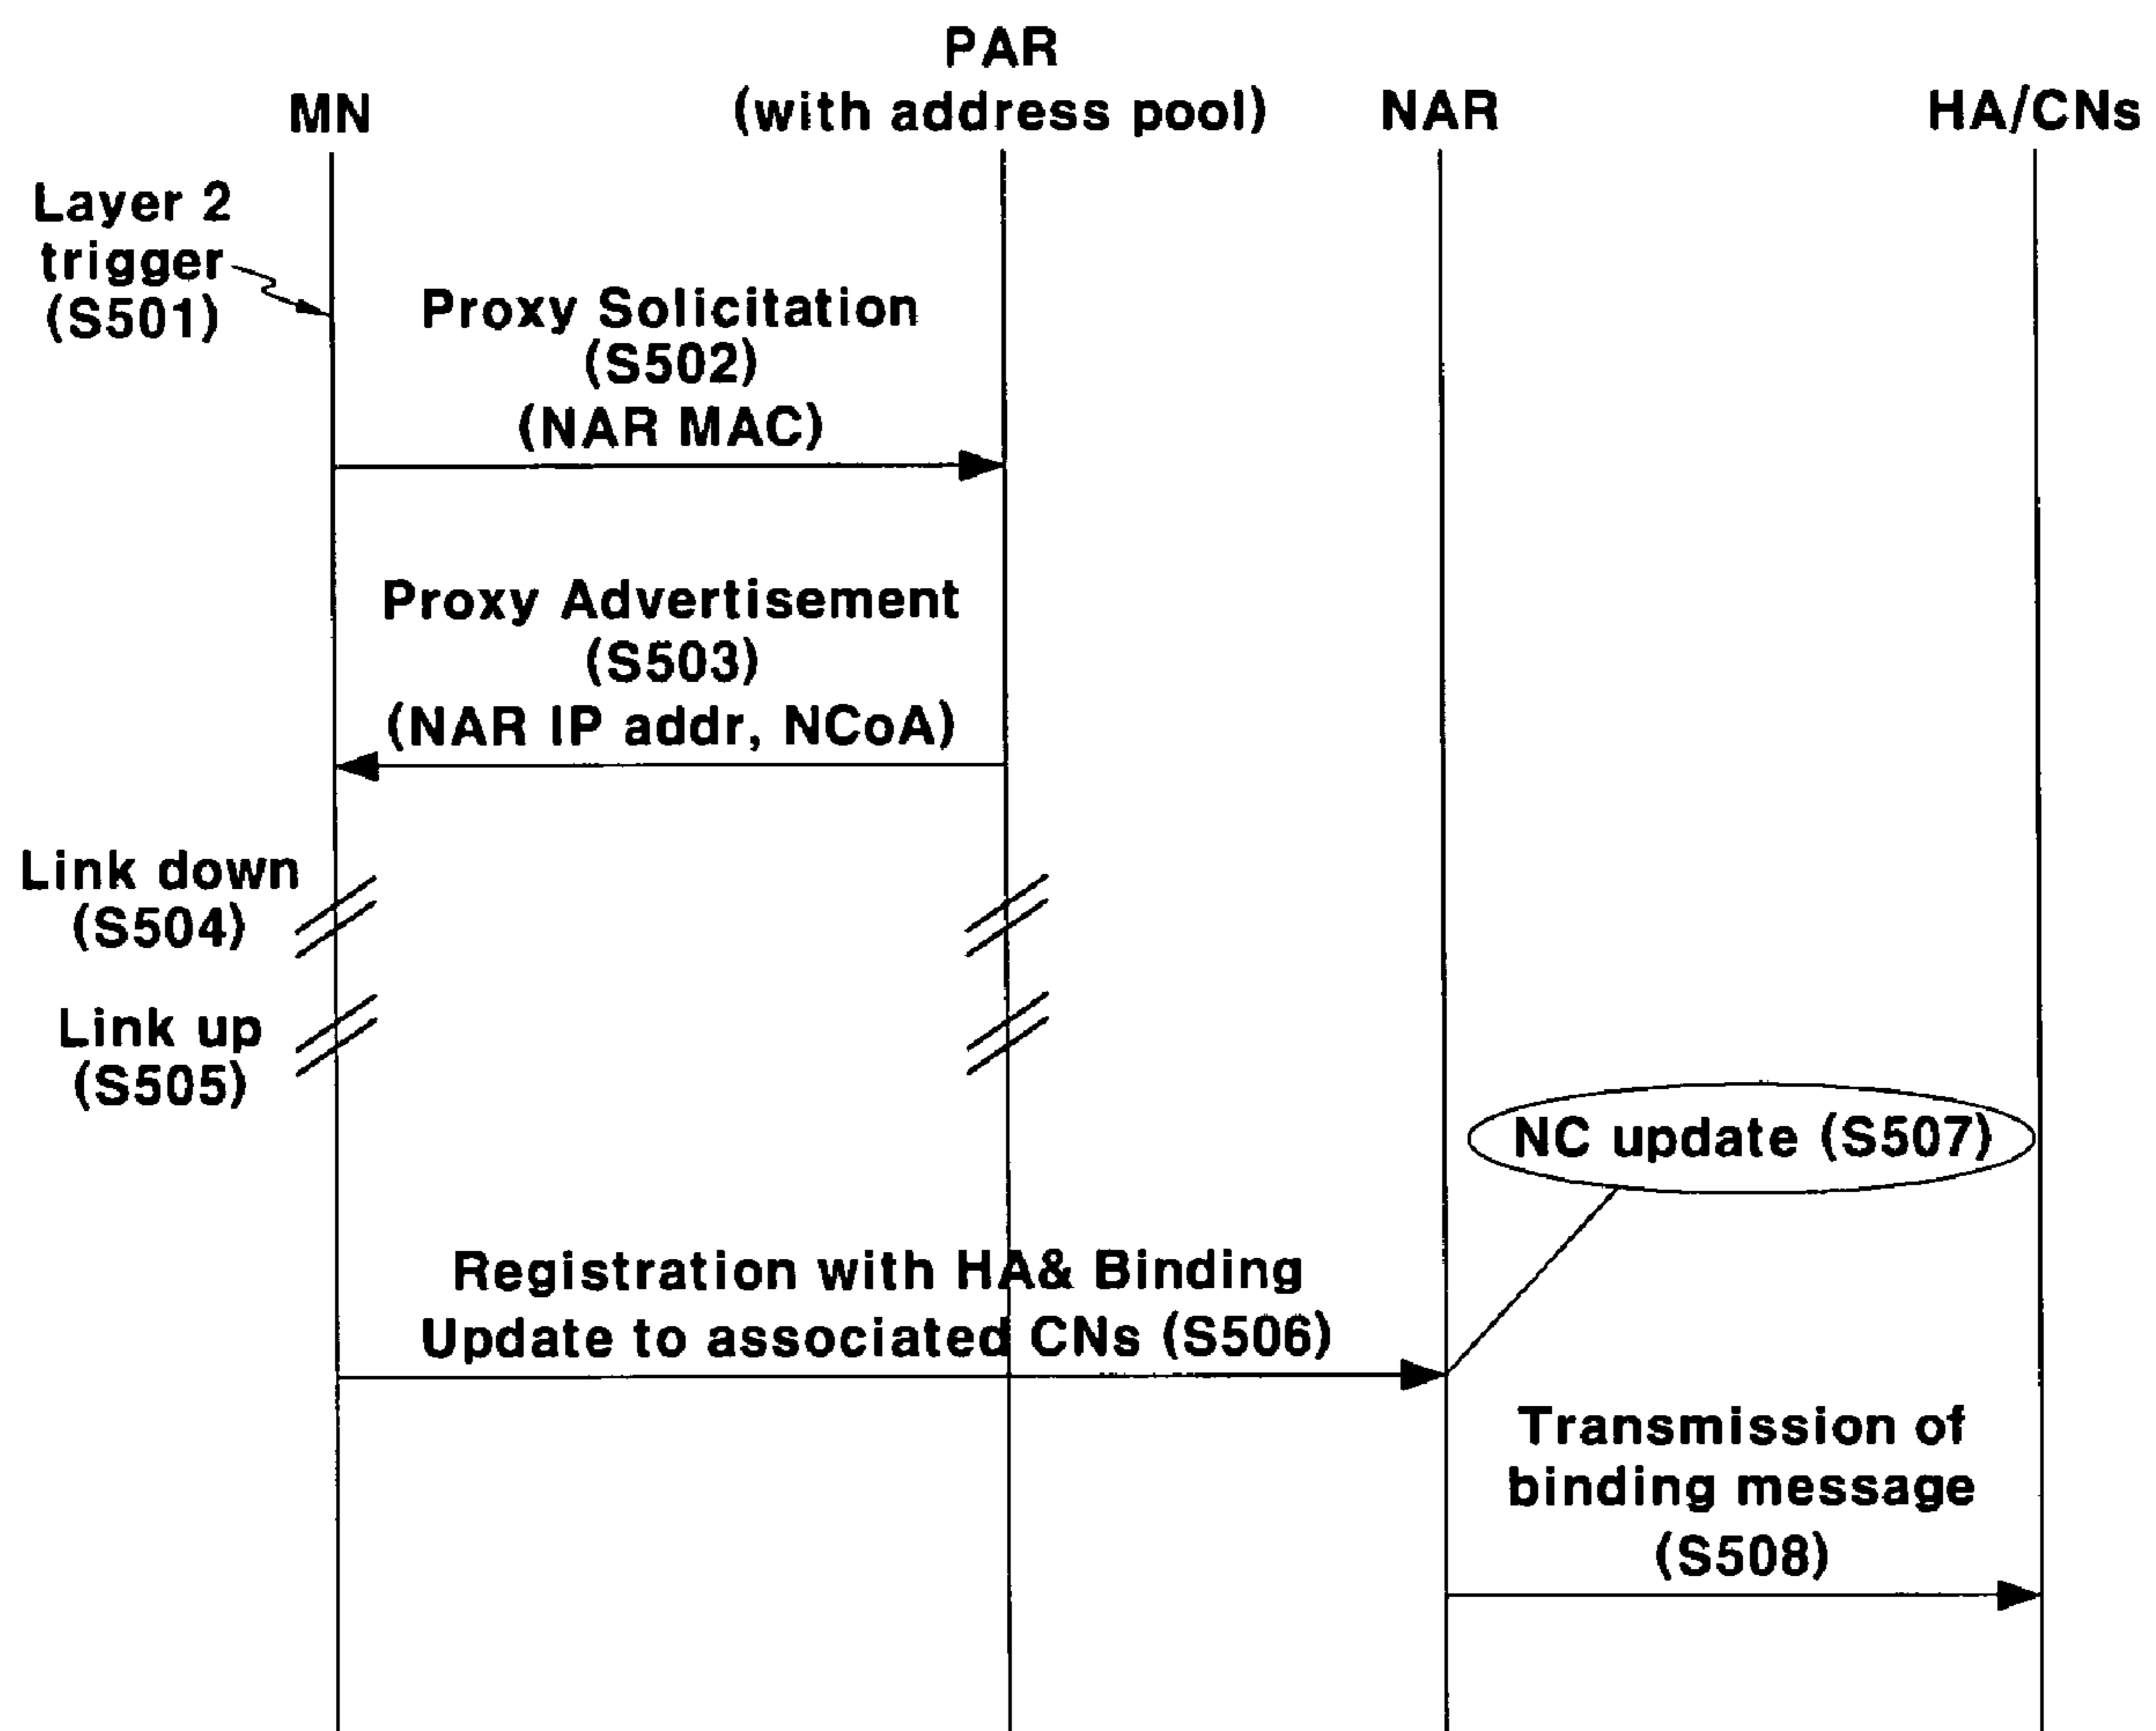 PAR
(with address pool)
MN
NAR
HA/CNs
Layer 2
trigger
(S501)
Proxy Solicitation
(S502)
(NAR MAC)
Proxy Advertisement
(S503)
(NAR IP addr, NCoA)
Link down
(S504)
Link up
(S505)
NC update (S507)
Registration with HA& Binding
Update to associated CNs (S506)
Transmission of
binding message
(S508)